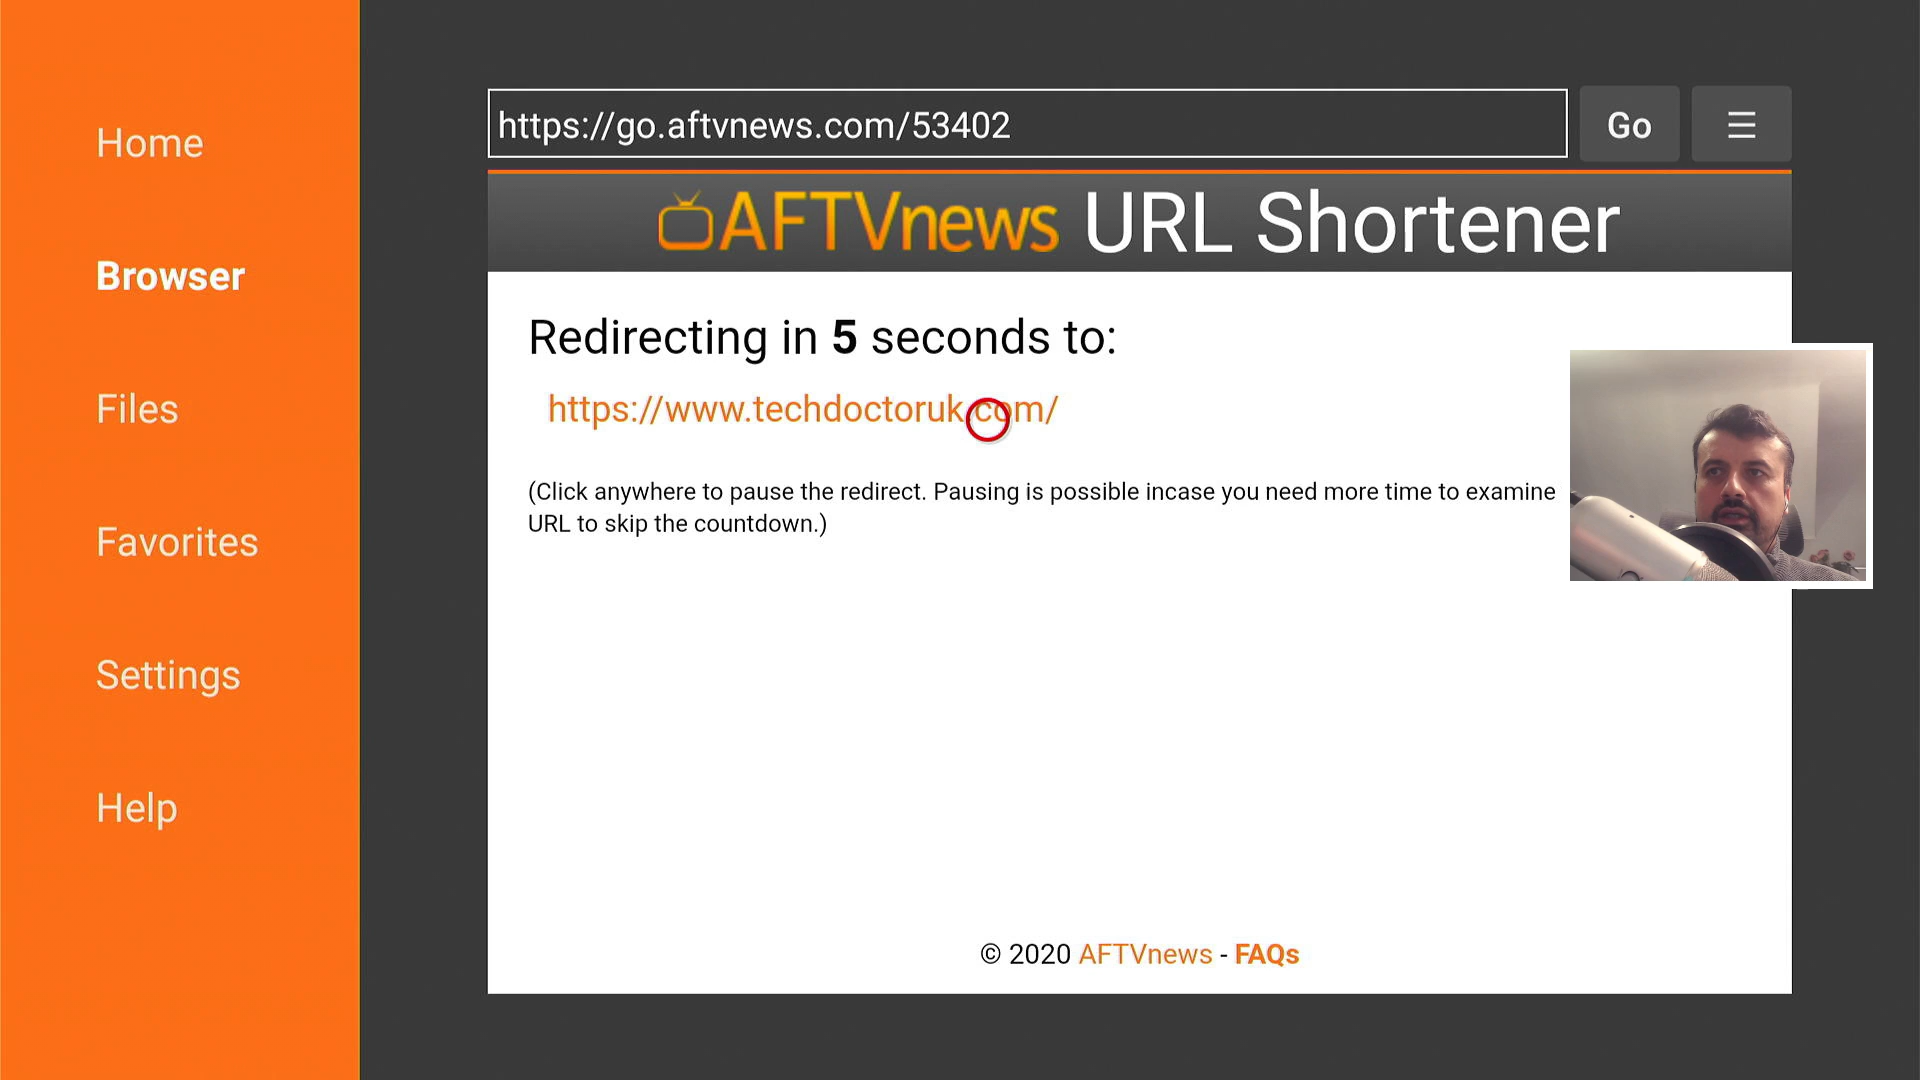 Home
Browser
Files
Favorites
Settings
Help
https://go.aftvnews.com/53402
Go
AFTVnews URL Shortener
Redirecting in 5 seconds to:
https://www.techdoctoruk.com/
(Click anywhere to pause the redirect. Pausing is possible incase you need more time to examine
URL to skip the countdown.)
© 2020 AFTVnews - FAQs